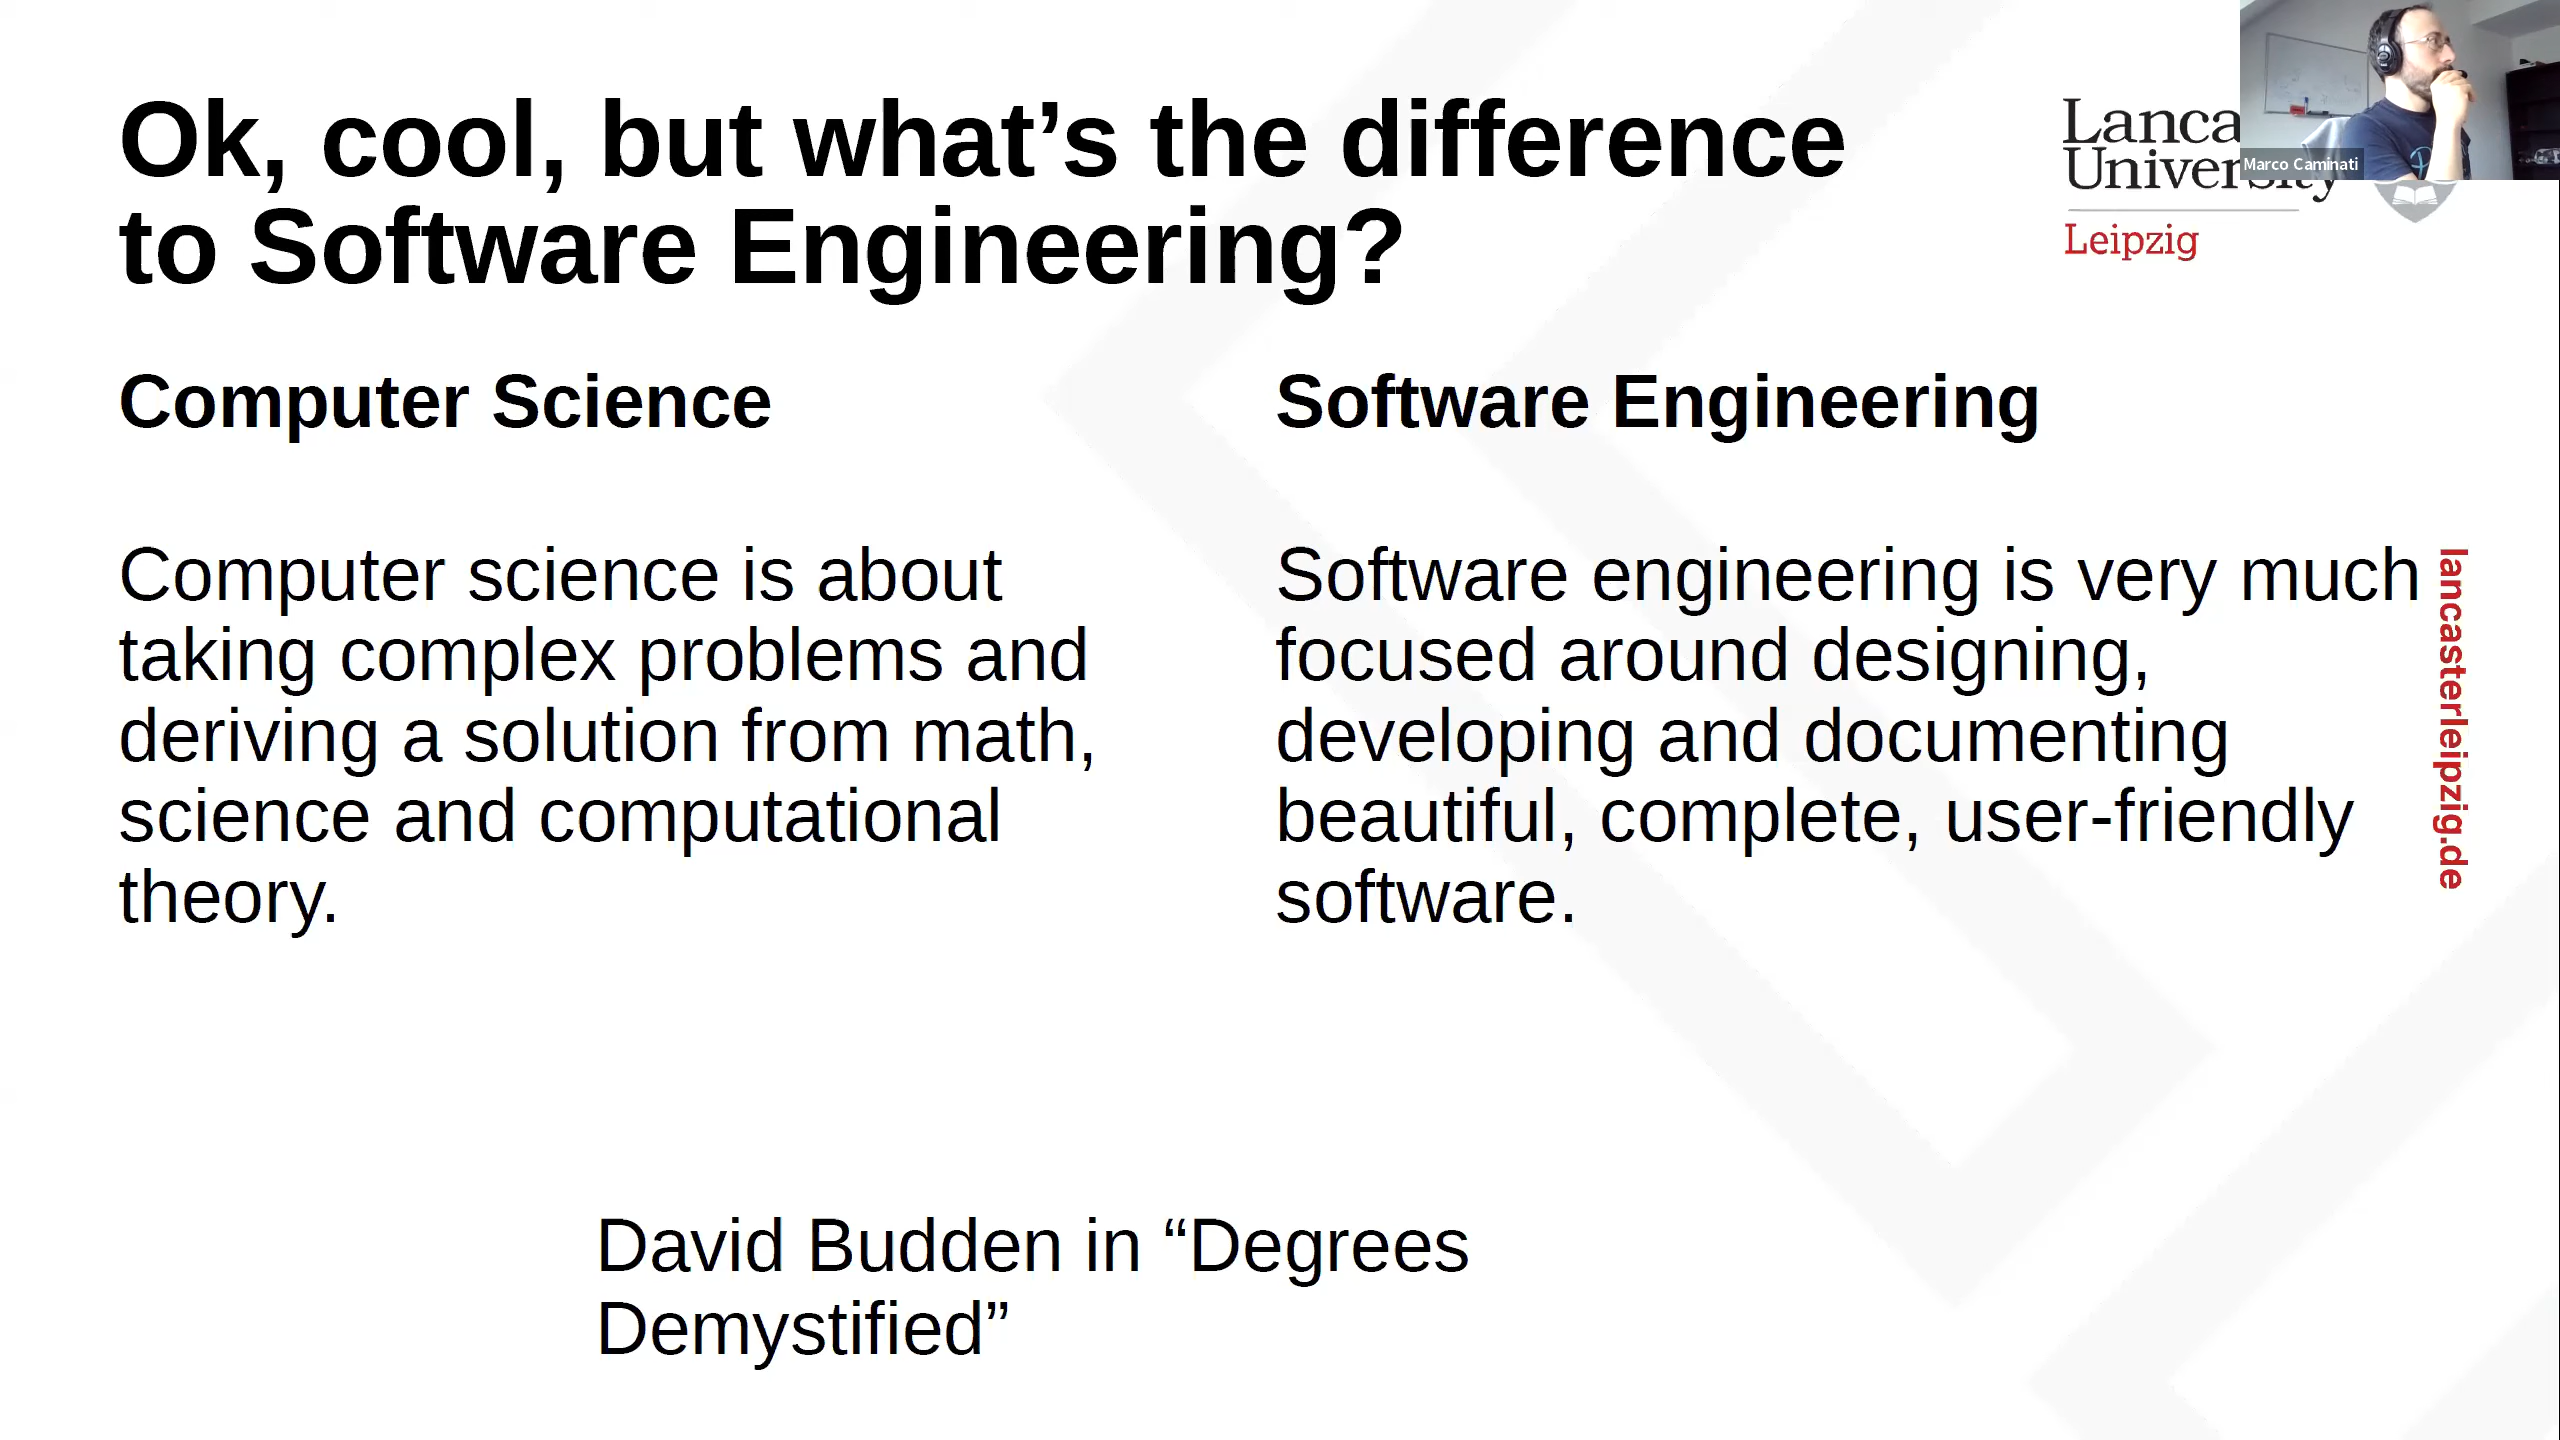 Ok, cool, but what’s the difference
to Software Engineering?
Lanca
University
Leipzig
Marco Caminati
Computer Science
Computer science is about
taking complex problems and
deriving a solution from math,
science and computational
theory.
Software Engineering
Software engineering is very much
focused around designing,
developing and documenting
beautiful, complete, user-friendly
software.
lancasterleipzig.de
David Budden in “Degrees
Demystified”